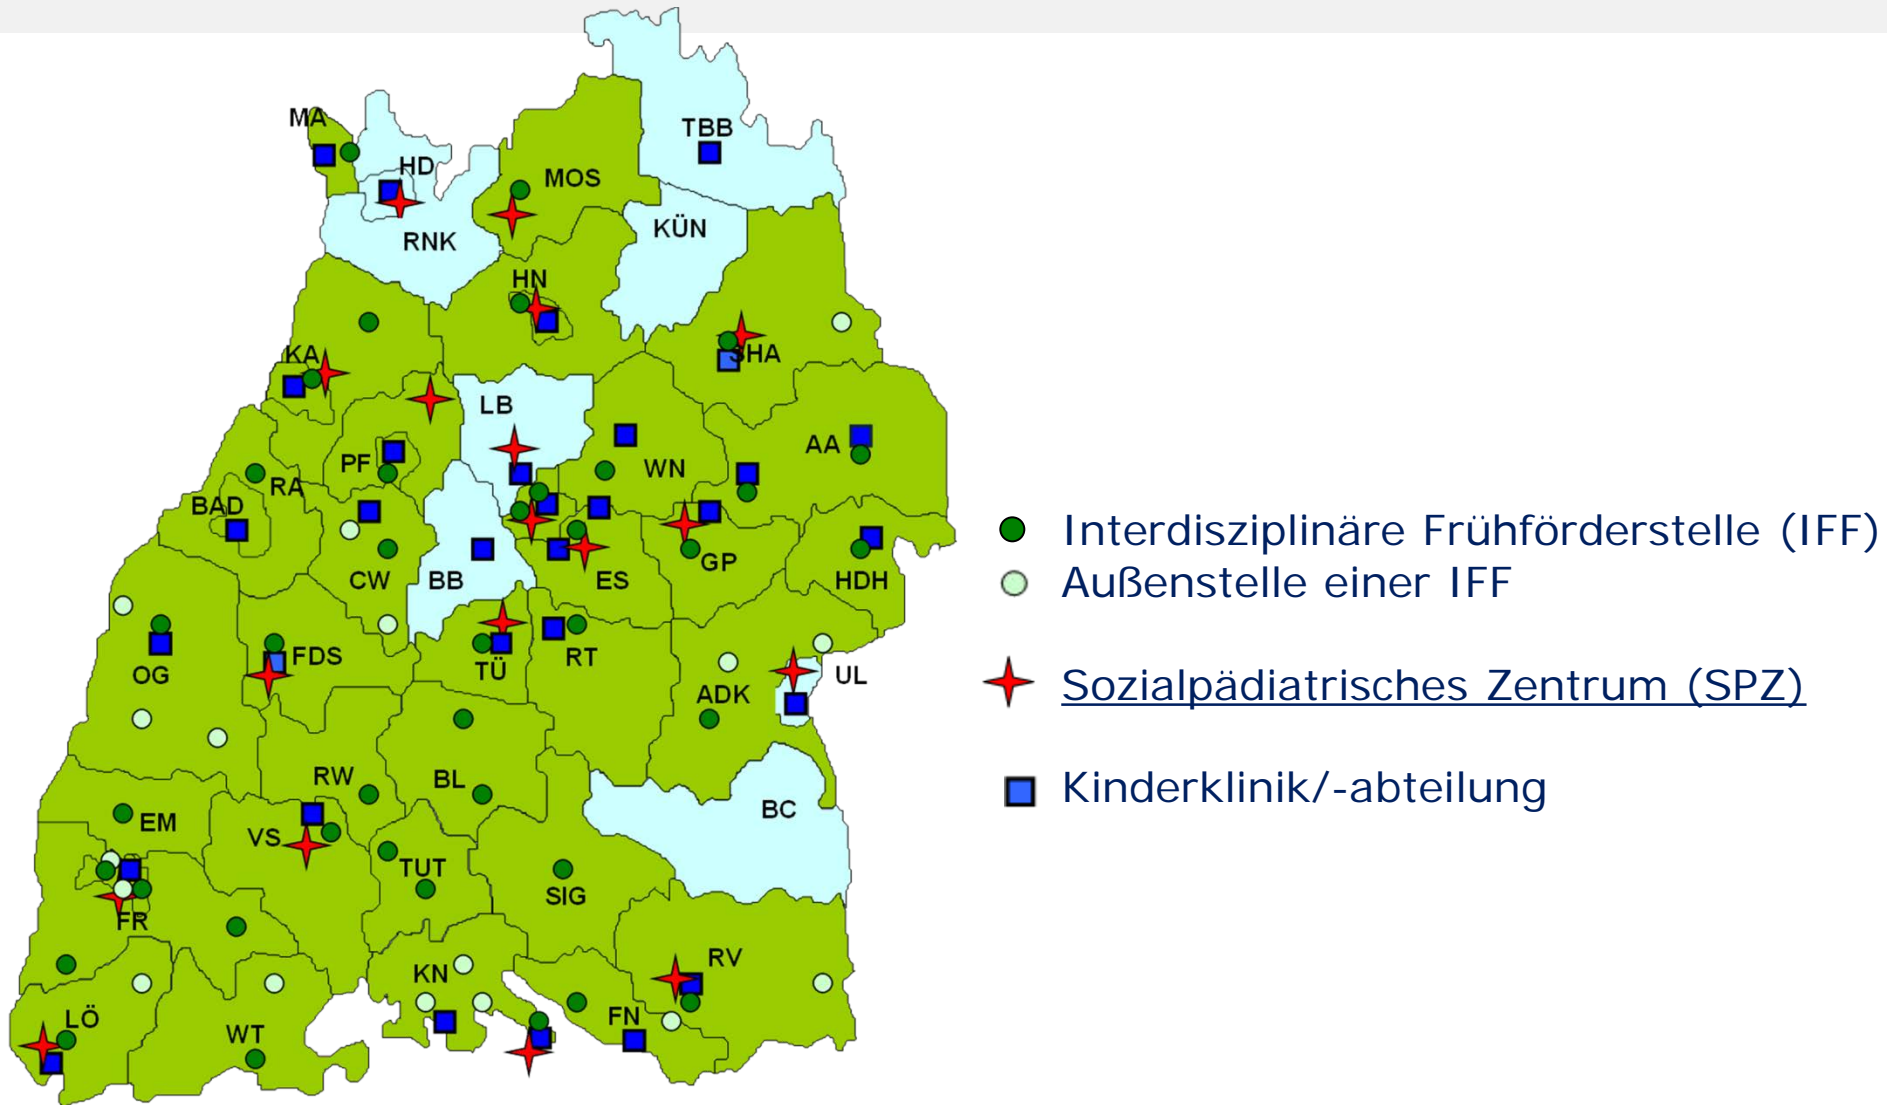 MA
TBB
HD
MOS
KÜN
RNK
HN
KA
SHA
LB
AA
PF
WN
RA
BAD
Interdisziplinäre Frühförderstelle (IFF)
GP
CW
BB
ES
HDH
Außenstelle einer IFF
FDS
RT
TÜ
OG
UL
ADK
Sozialpädiatrisches Zentrum (SPZ)
RW
BL
Kinderklinik/-abteilung
BC
EM
VS
TUT
SIG
FR
RV
KN
LÖ
FN
WT